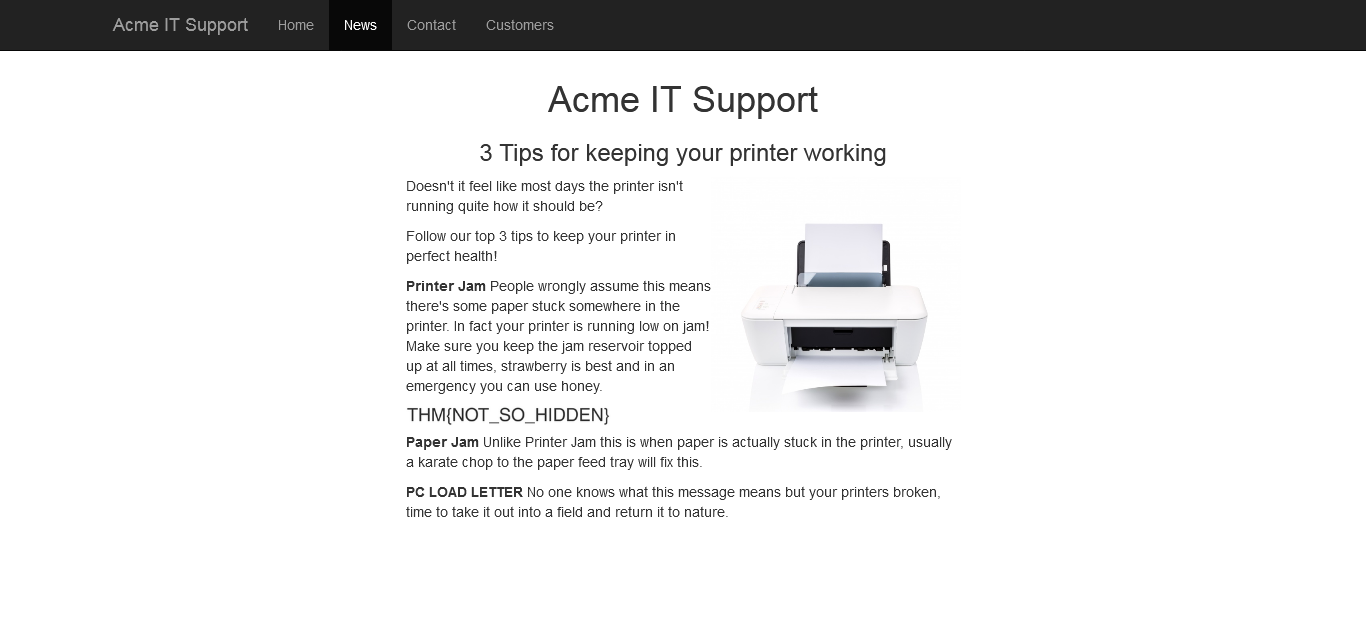 Acme IT Support Home News Contact Customers
Acme IT Support
3 Tips for keeping your printer working
Doesn't it feel like most days the printer isn't
running quite how it should be?
Follow our top 3 tips to keep your printer in
perfect health!
Printer Jam People wrongly assume this means
there's some paper stuck somewhere in the
printer. In fact your printer is running low on jam!
Make sure you keep the jam reservoir topped
up at all times, strawberry is best and in an
emergency you can use honey.
THM{NOT_SO_HIDDEN}
Paper Jam Unlike Printer Jam this is when paper is actually stuck in the printer, usually
a karate chop to the paper feed tray will fix this.
PC LOAD LETTER No one knows what this message means but your printers broken,
time to take it out into a field and return it to nature.